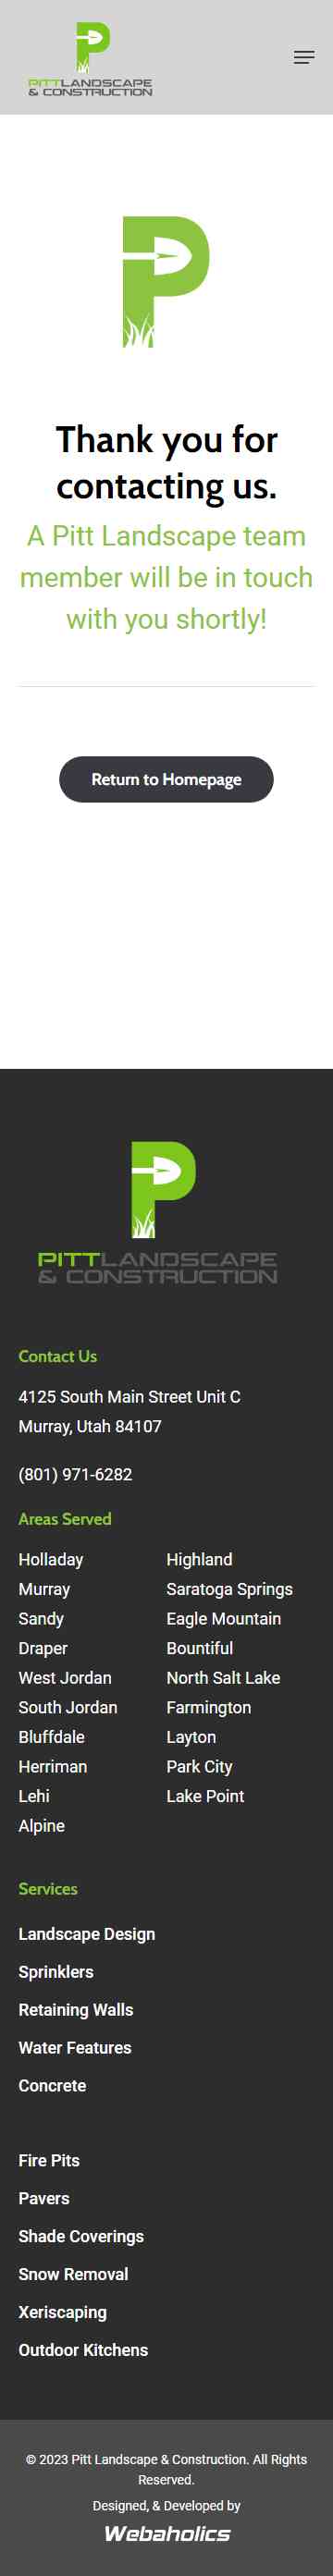 PITTLANDSCAPE
& CONSTRUCTION
Thank you for
contacting us.
A Pitt Landscape team
member will be in touch
with you shortly!
Return to Homepage
PITTLANDSCAPE
& CONSTRUCTION
Contact Us
4125 South Main Street Unit C
Murray, Utah 84107
(801) 971-6282
Areas Served
Holladay
Murray
Sandy
Draper
West Jordan
South Jordan
Bluffdale
Herriman
Lehi
Alpine
Highland
Saratoga Springs
Eagle Mountain
Bountiful
North Salt Lake
Farmington
Layton
Park City
Lake Point
Services
Landscape Design
Sprinklers
Retaining Walls
Water Features
Concrete
Fire Pits
Pavers
Shade Coverings
Snow Removal
Xeriscaping
Outdoor Kitchens
© 2023 Pitt Landscape & Construction. All Rights
Reserved.
Designed, & Developed by
Webaholics